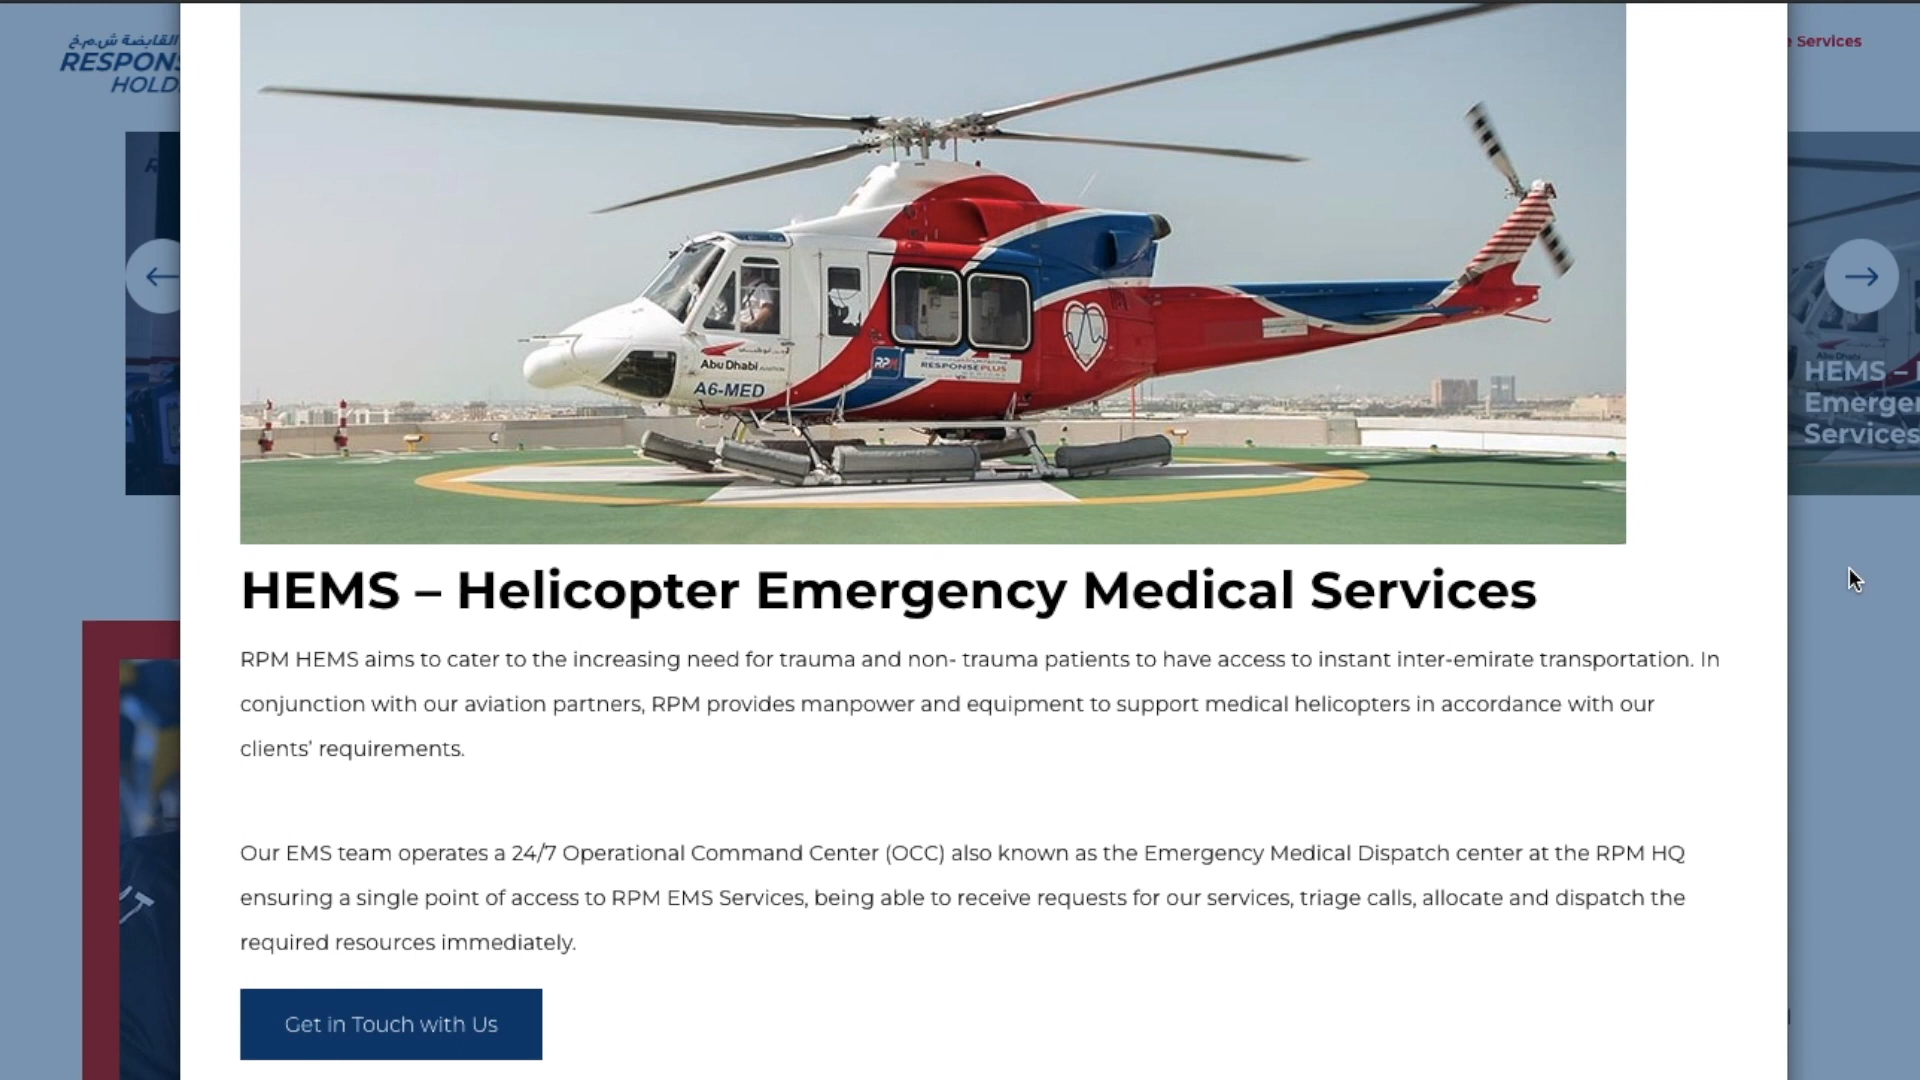 القابضة ش.م.خ
RESPONS
HOLD
Services
Abu Dhabi AVIATION
A6-MED
RPM
RESPONSEPLUS
HEMS –
Emerge
Services
HEMS – Helicopter Emergency Medical Services
RPM HEMS aims to cater to the increasing need for trauma and non- trauma patients to have access to instant inter-emirate transportation. In
conjunction with our aviation partners, RPM provides manpower and equipment to support medical helicopters in accordance with our
clients’ requirements.
Our EMS team operates a 24/7 Operational Command Center (OCC) also known as the Emergency Medical Dispatch center at the RPM HQ
ensuring a single point of access to RPM EMS Services, being able to receive requests for our services, triage calls, allocate and dispatch the
required resources immediately.
Get in Touch with Us